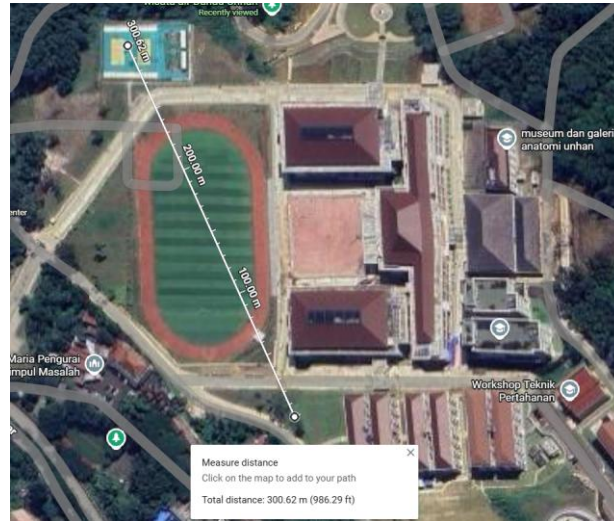 Recently viewed
300.62 m
200.00 m
museum dan galeri
anatomi unhan
enter
100.00 m
Maria Pengurai
mpul Masalah
Workshop Teknik
Pertahanan
Measure distance
Click on the map to add to your path
Total distance: 300.62 m (986.29 ft)